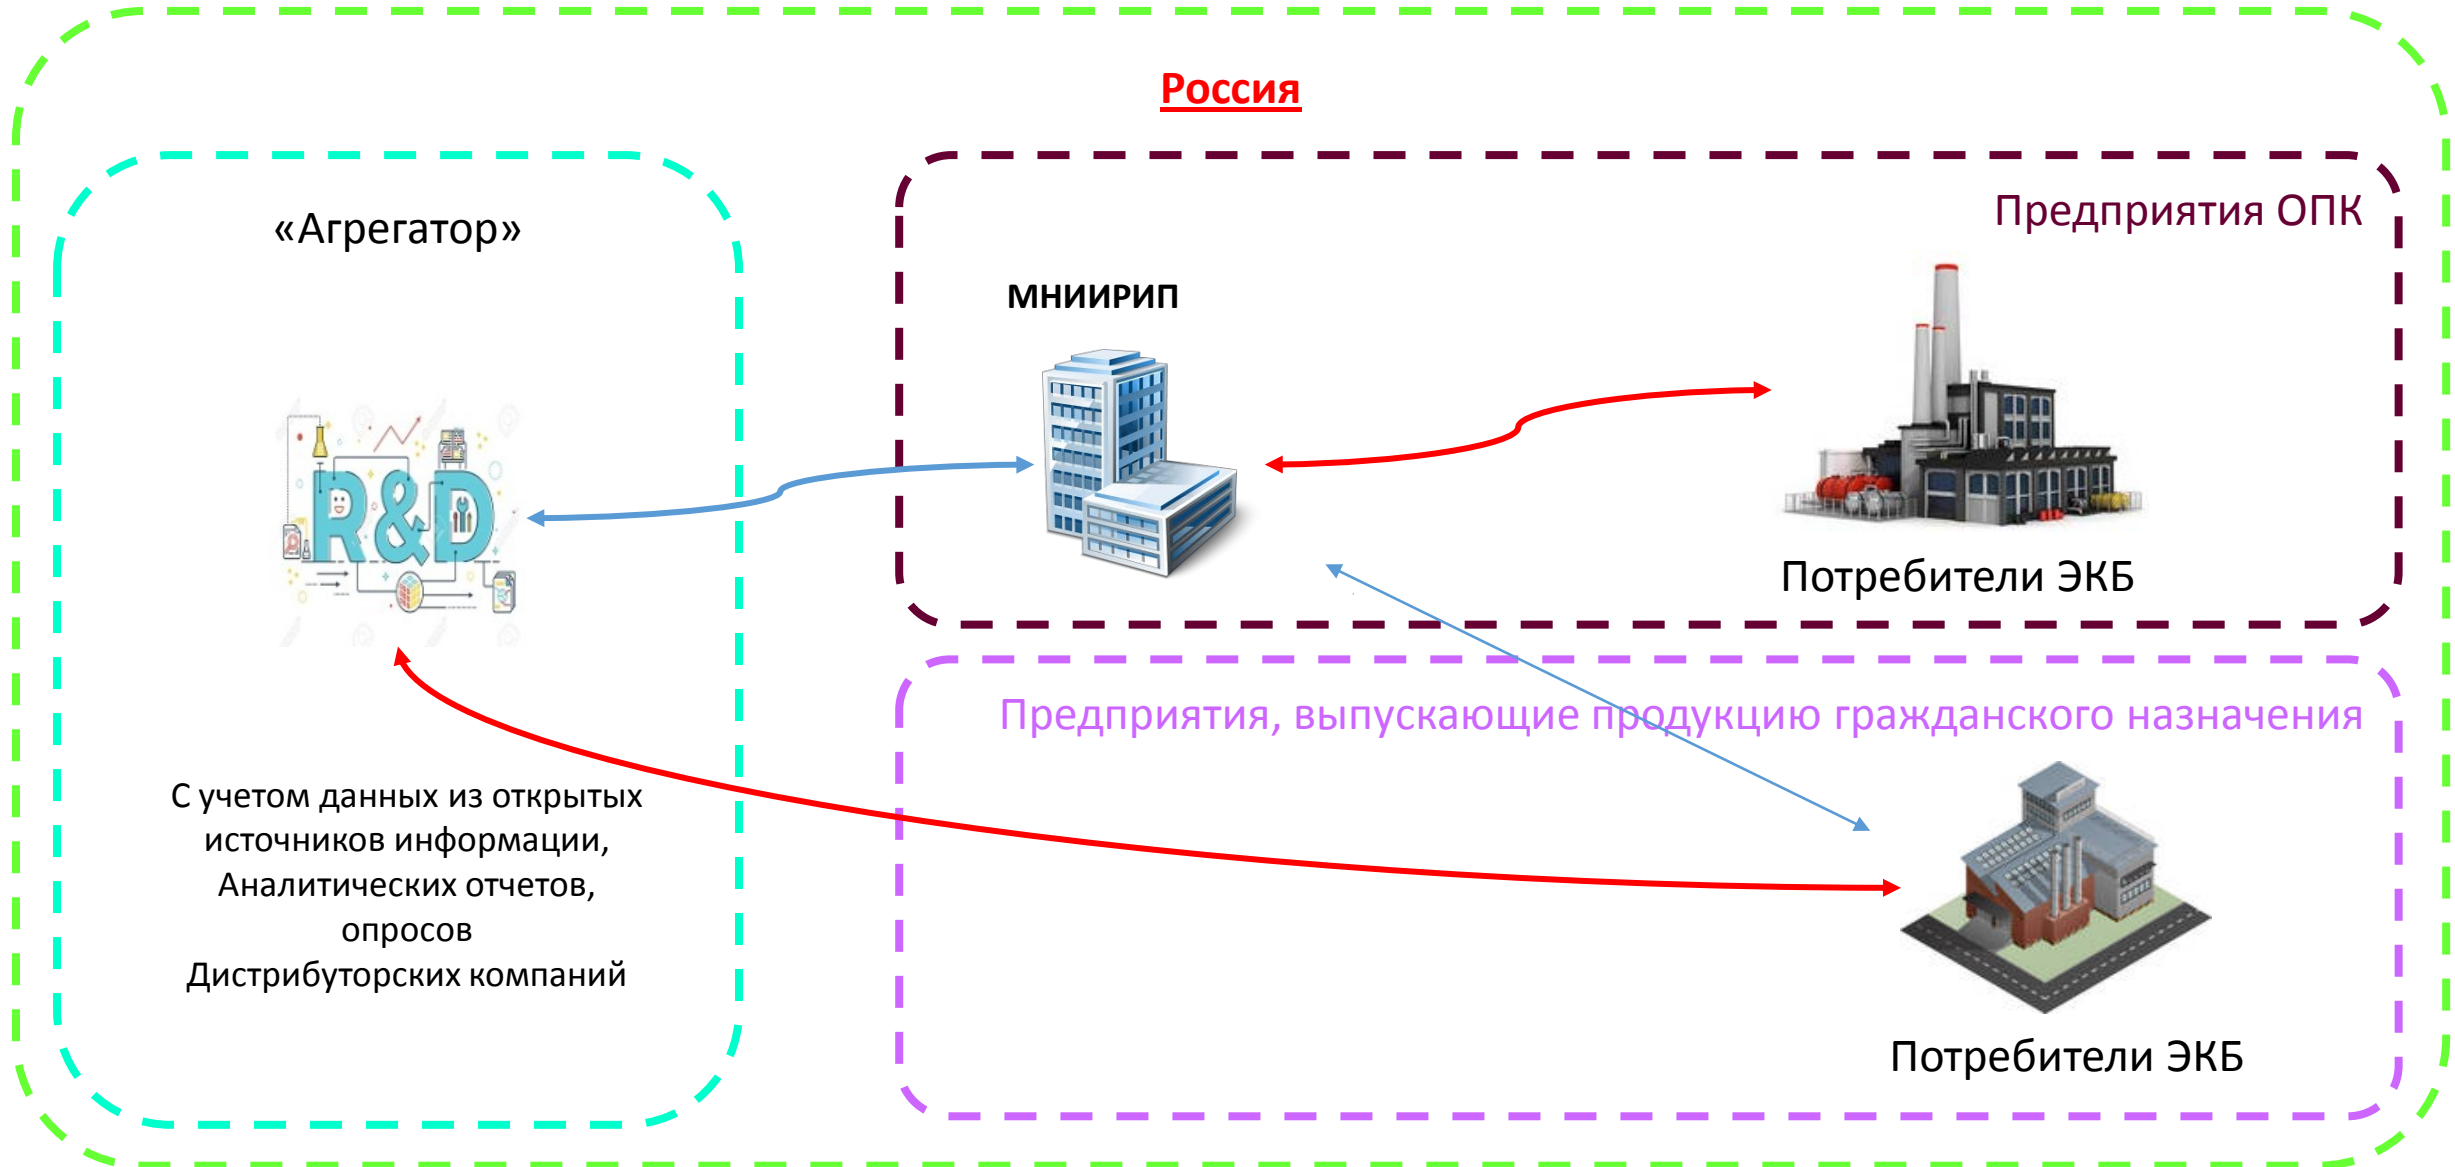 Россия
«Агрегатор»
Предприятия ОПК
МНИИРИП
R&D
Потребители ЭКБ
Предприятия, выпускающие продукцию гражданского назначения
С учетом данных из открытых
источников информации,
Аналитических отчетов,
опросов
Дистрибуторских компаний
Потребители ЭКБ